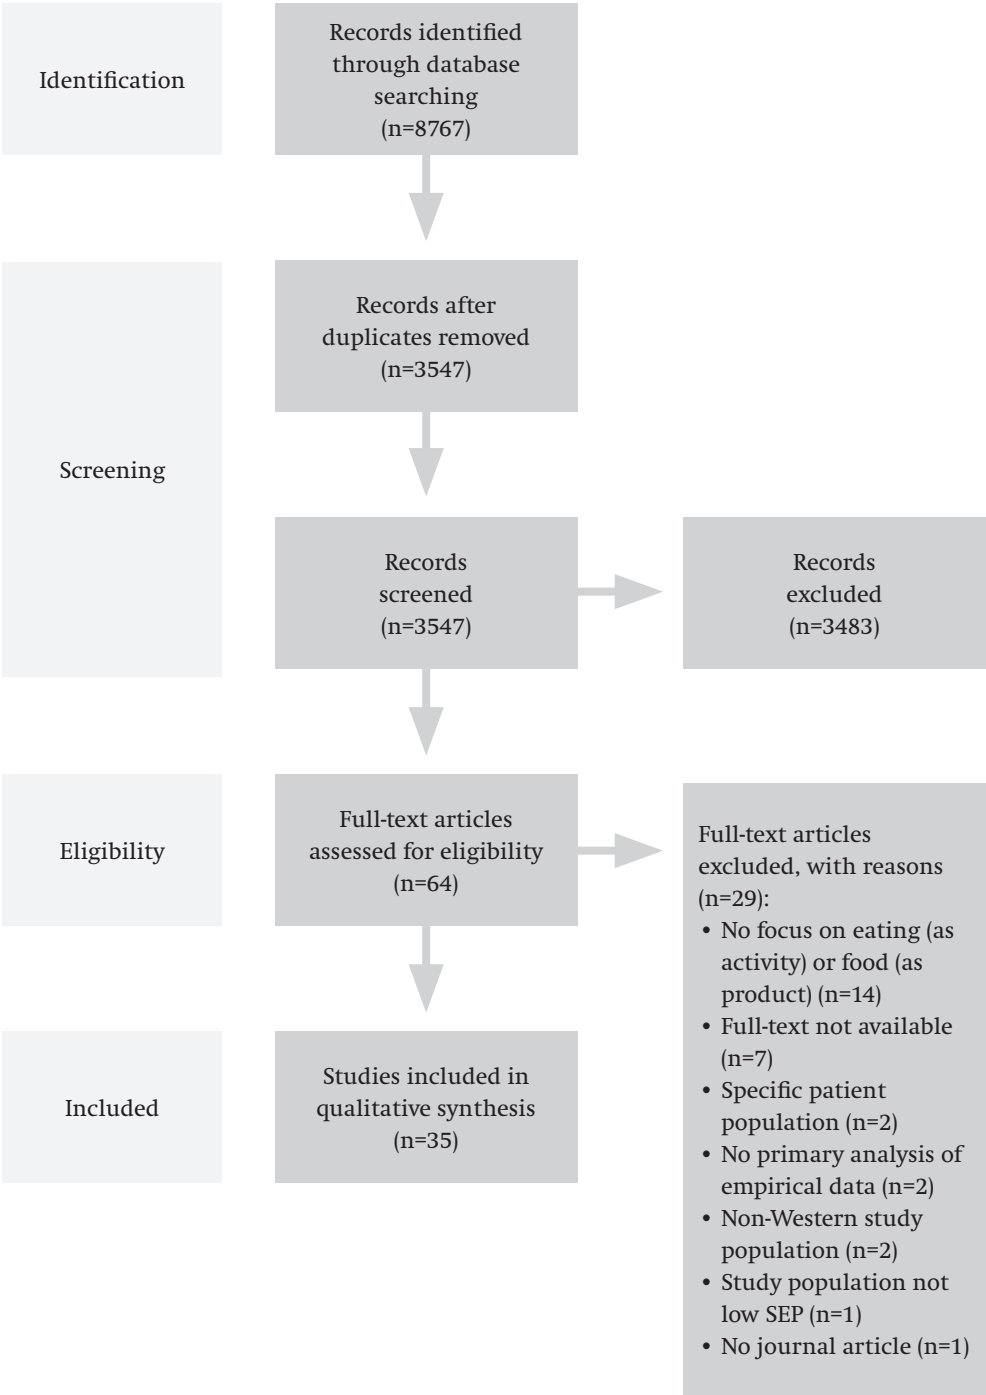 Identification
Records identified
through database
searching
(n=8767)
Screening
Records after
duplicates removed
(n=3547)
Records
screened
(n=3547)
Records
excluded
(n=3483)
Eligibility
Full-text articles
assessed for eligibility
(n=64)
Full-text articles
excluded, with reasons
(n=29):
• No focus on eating (as
activity) or food (as
product) (n=14)
• Full-text not available
(n=7)
• Specific patient
population (n=2)
• No primary analysis of
empirical data (n=2)
• Non-Western study
population (n=2)
• Study population not
low SEP (n=1)
• No journal article (n=1)
Included
Studies included in
qualitative synthesis
(n=35)